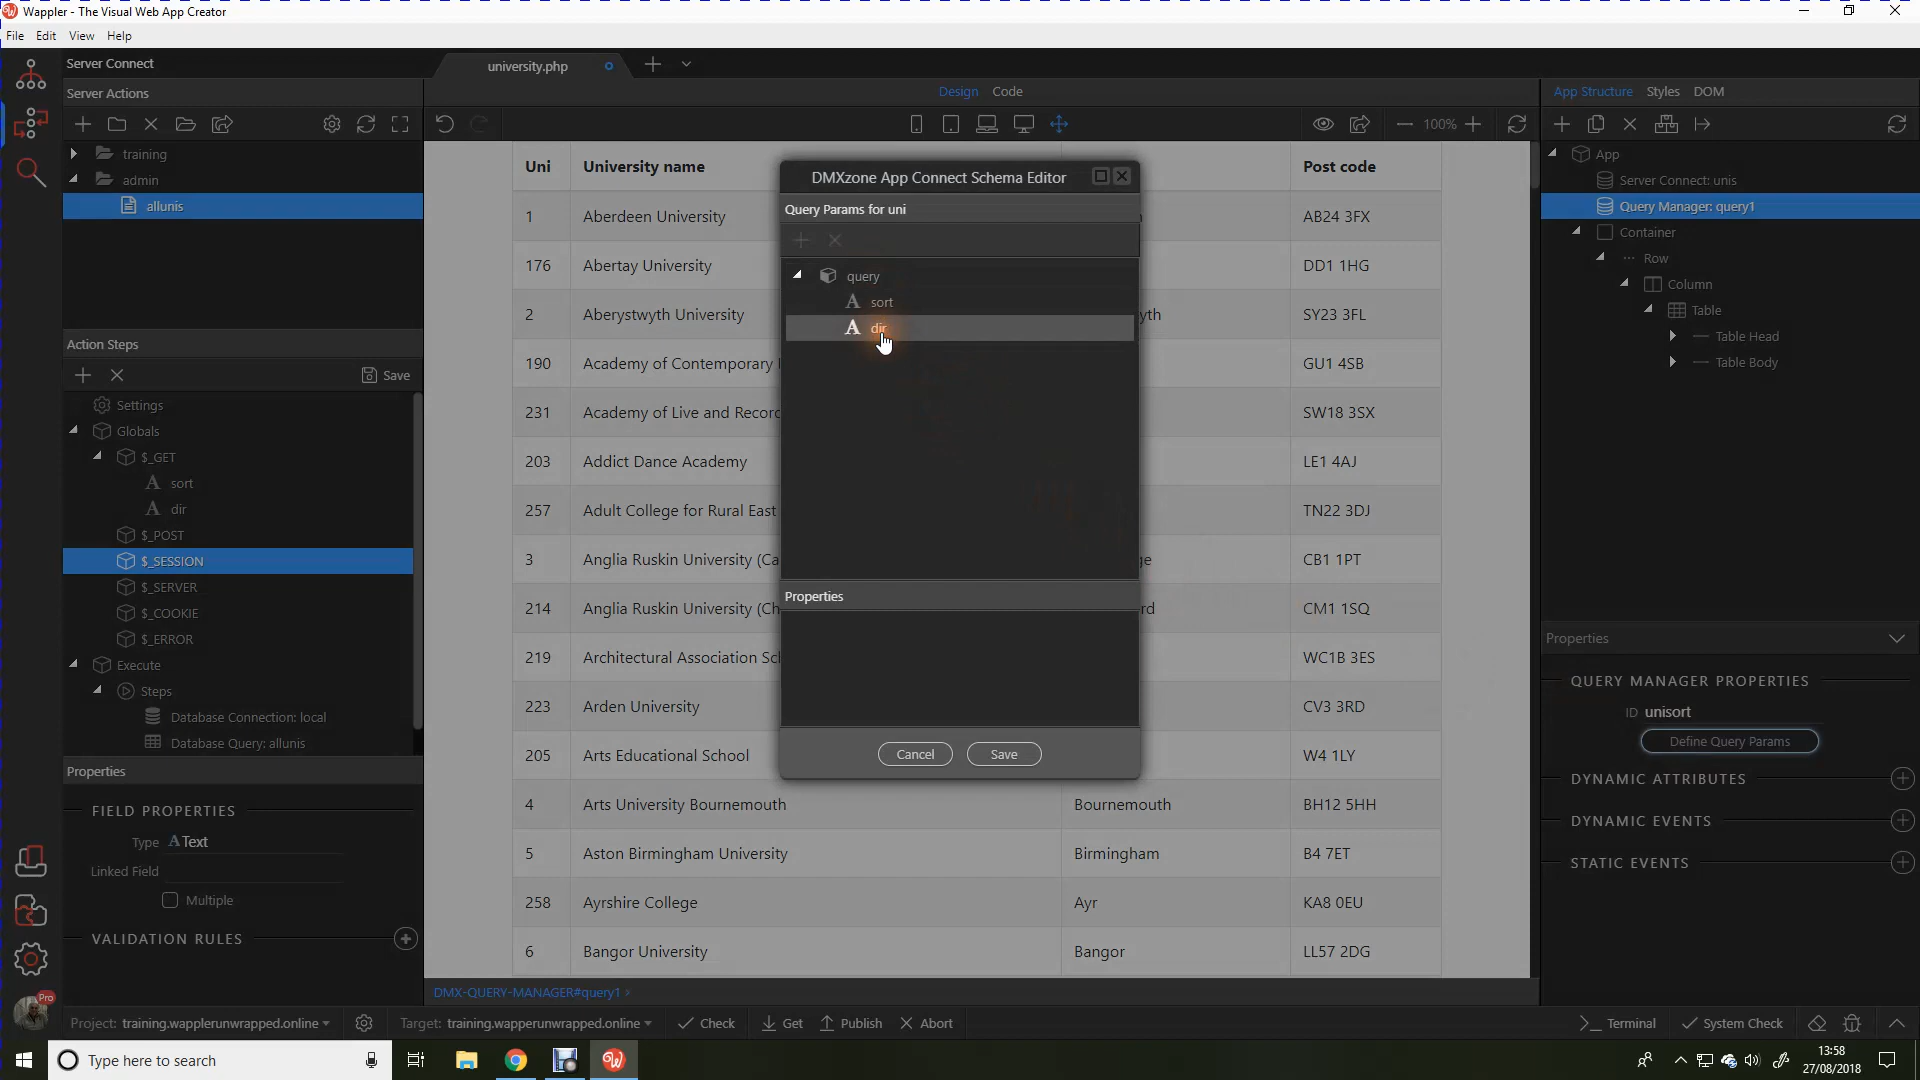 Wappler - The Visual Web App Creator
File Edit View Help
Server Connect
Server Actions
training
admin
allunis
Action Steps
Save
Settings
Globals
$_GET
sort
dir
$_POST
$_SESSION
$_SERVER
$_COOKIE
$_ERROR
Execute
Steps
Database Connection: local
Database Query: allunis
Properties
FIELD PROPERTIES
Type A Text
Linked Field
Multiple
VALIDATION RULES
university.php
Design Code
100%
Uni University name Post code
1 Aberdeen University AB24 3FX
176 Abertay University DD1 1HG
2 Aberystwyth University yth SY23 3FL
190 Academy of Contemporary GU1 4SB
231 Academy of Live and Record SW18 3SX
203 Addict Dance Academy LE1 4AJ
257 Adult College for Rural East TN22 3DJ
3 Anglia Ruskin University (Ca ge CB1 1PT
214 Anglia Ruskin University (Ch rd CM1 1SQ
219 Architectural Association Scl WC1B 3ES
223 Arden University CV3 3RD
205 Arts Educational School W4 1LY
4 Arts University Bournemouth Bournemouth BH12 5HH
5 Aston Birmingham University Birmingham B4 7ET
258 Ayrshire College Ayr KA8 0EU
6 Bangor University Bangor LL57 2DG
DMX-QUERY-MANAGER#query1 >
DMXzone App Connect Schema Editor
Query Params for uni
query
A sort
A dir
Properties
Cancel Save
App Structure Styles DOM
App
Server Connect: unis
Query Manager: query1
Container
Row
Column
Table
Table Head
Table Body
Properties
QUERY MANAGER PROPERTIES
ID unisort
Define Query Params
DYNAMIC ATTRIBUTES
DYNAMIC EVENTS
STATIC EVENTS
Pro
Project: training.wapplerunwrapped.online
Target: training.wapperunwrapped.online
Check Get Publish Abort
Terminal System Check
Type here to search
13:58
27/08/2018